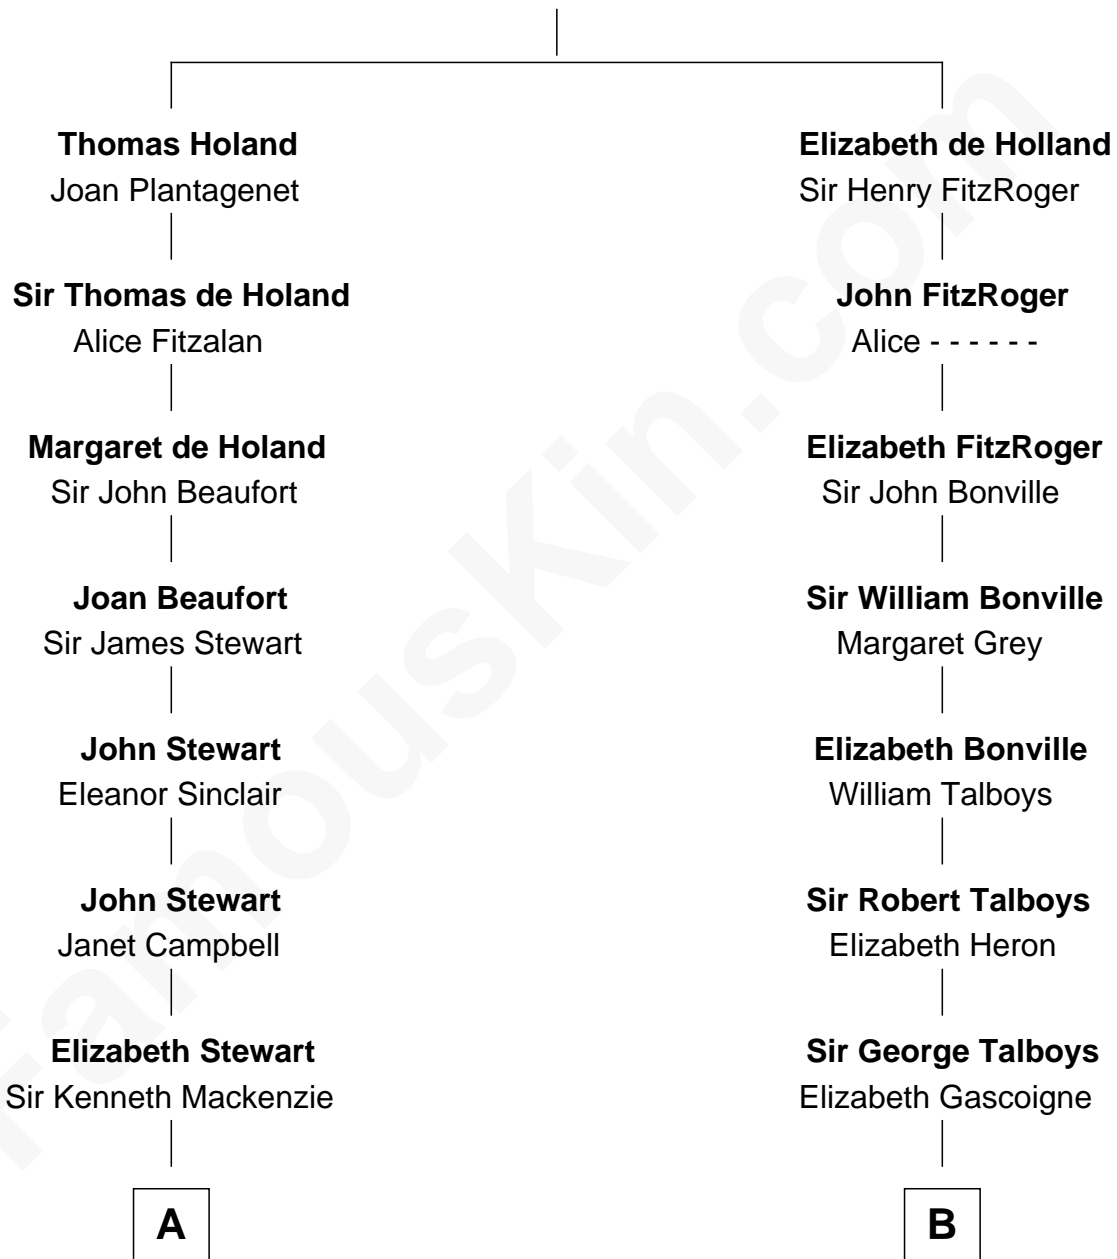 Thomas Holand
Joan Plantagenet
Sir Thomas de Holand
Alice Fitzalan
Margaret de Holand
Sir John Beaufort
Joan Beaufort
Sir James Stewart
John Stewart
Eleanor Sinclair
John Stewart
Janet Campbell
Elizabeth Stewart
Sir Kenneth Mackenzie
A
Elizabeth de Holland
Sir Henry FitzRoger
John FitzRoger
Alice - - - - - -
Elizabeth FitzRoger
Sir John Bonville
Sir William Bonville
Margaret Grey
Elizabeth Bonville
William Talboys
Sir Robert Talboys
Elizabeth Heron
Sir George Talboys
Elizabeth Gascoigne
B
FamousKin.com